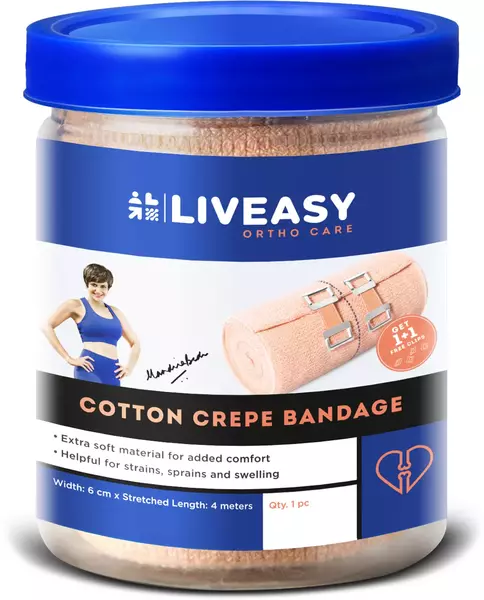 LIVEASY
ORTHO CARE
GET
1+1
FREE CLIPS
COTTON CREPE BANDAGE
• Extra soft material for added comfort
• Helpful for strains, sprains and swelling
Width: 6 cm x Stretched Length: 4 meters
Qty. 1 pc